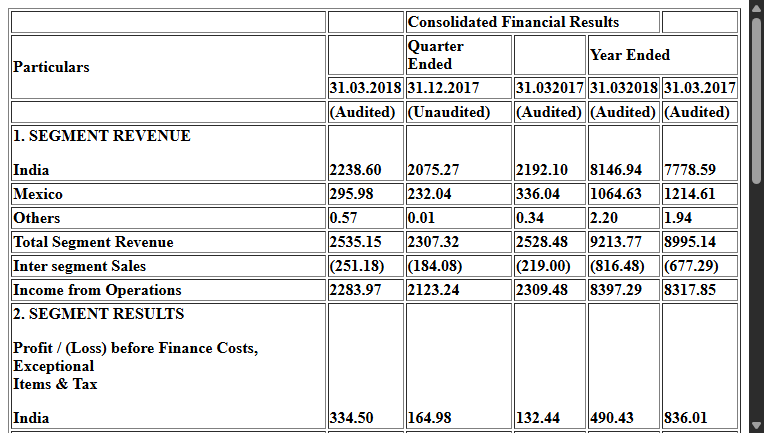 Consolidated Financial Results
Particulars Quarter Ended Year Ended
31.03.2018 31.12.2017 31.032017 31.032018 31.03.2017
(Audited) (Unaudited) (Audited) (Audited) (Audited)
1. SEGMENT REVENUE
India 2238.60 2075.27 2192.10 8146.94 7778.59
Mexico 295.98 232.04 336.04 1064.63 1214.61
Others 0.57 0.01 0.34 2.20 1.94
Total Segment Revenue 2535.15 2307.32 2528.48 9213.77 8995.14
Inter segment Sales (251.18) (184.08) (219.00) (816.48) (677.29)
Income from Operations 2283.97 2123.24 2309.48 8397.29 8317.85
2. SEGMENT RESULTS
Profit / (Loss) before Finance Costs,
Exceptional
Items & Tax
India 334.50 164.98 132.44 490.43 836.01